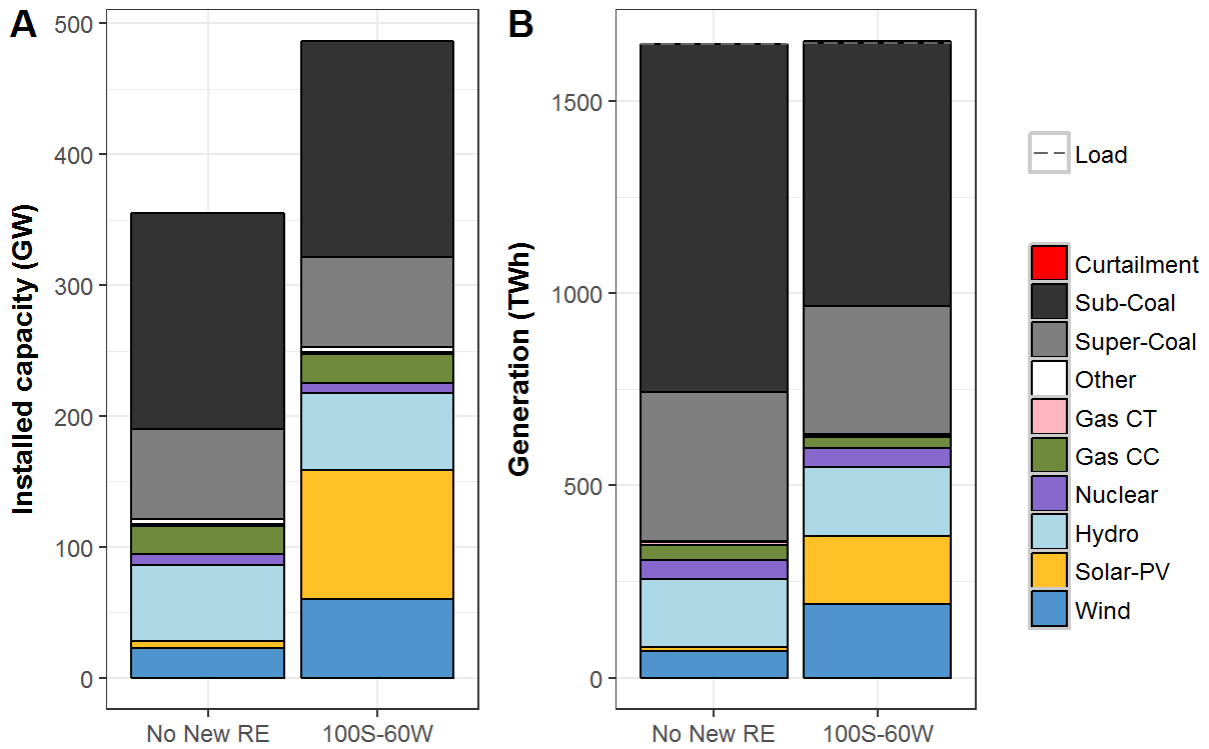 A
Installed capacity (GW)
500
400
300
200
100
0
No New RE
100S-60W
B
Generation (TWh)
1500
1000
500
0
No New RE
100S-60W
Load
Curtailment
Sub-Coal
Super-Coal
Other
Gas CT
Gas CC
Nuclear
Hydro
Solar-PV
Wind